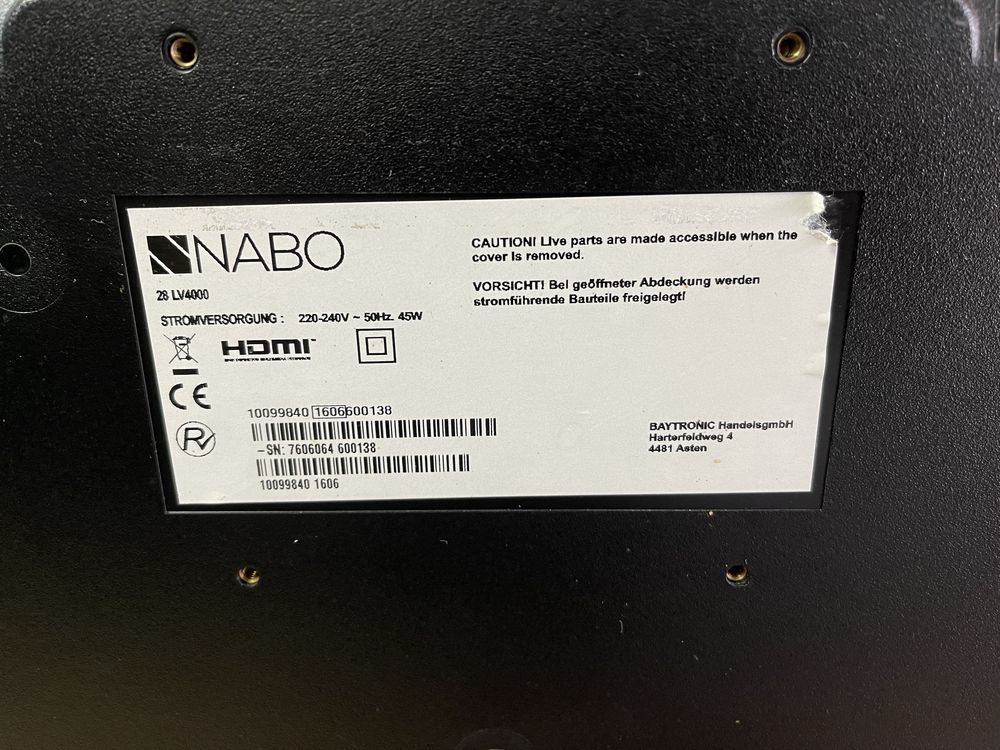 NABO
28 LV4000
STROMVERSORGUNG : 220-240V ~ 50Hz. 45W
HDMI
CE
10099840 1606600138
-SN: 7606064 600138
10099840 1606
CAUTION! Live parts are made accessible when the
cover is removed.
VORSICHT! Bei geöffneter Abdeckung werden
stromführende Bauteile freigelegt!
BAYTRONIC HandelsgmbH
Harterfeldweg 4
4481 Asten